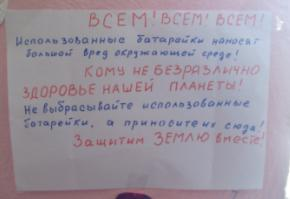 ВСЕМ! ВСЕМ! ВСЕМ!
Использованные батарейки наносят
большой вред окружающей среде!
КОМУ НЕ БЕЗРАЗЛИЧНО
ЗДОРОВЬЕ НАШЕЙ ПЛАНЕТЫ!
Не выбрасывайте использованные
батарейки, а приносите их сюда!
Защитим ЗЕМЛЮ вместе!